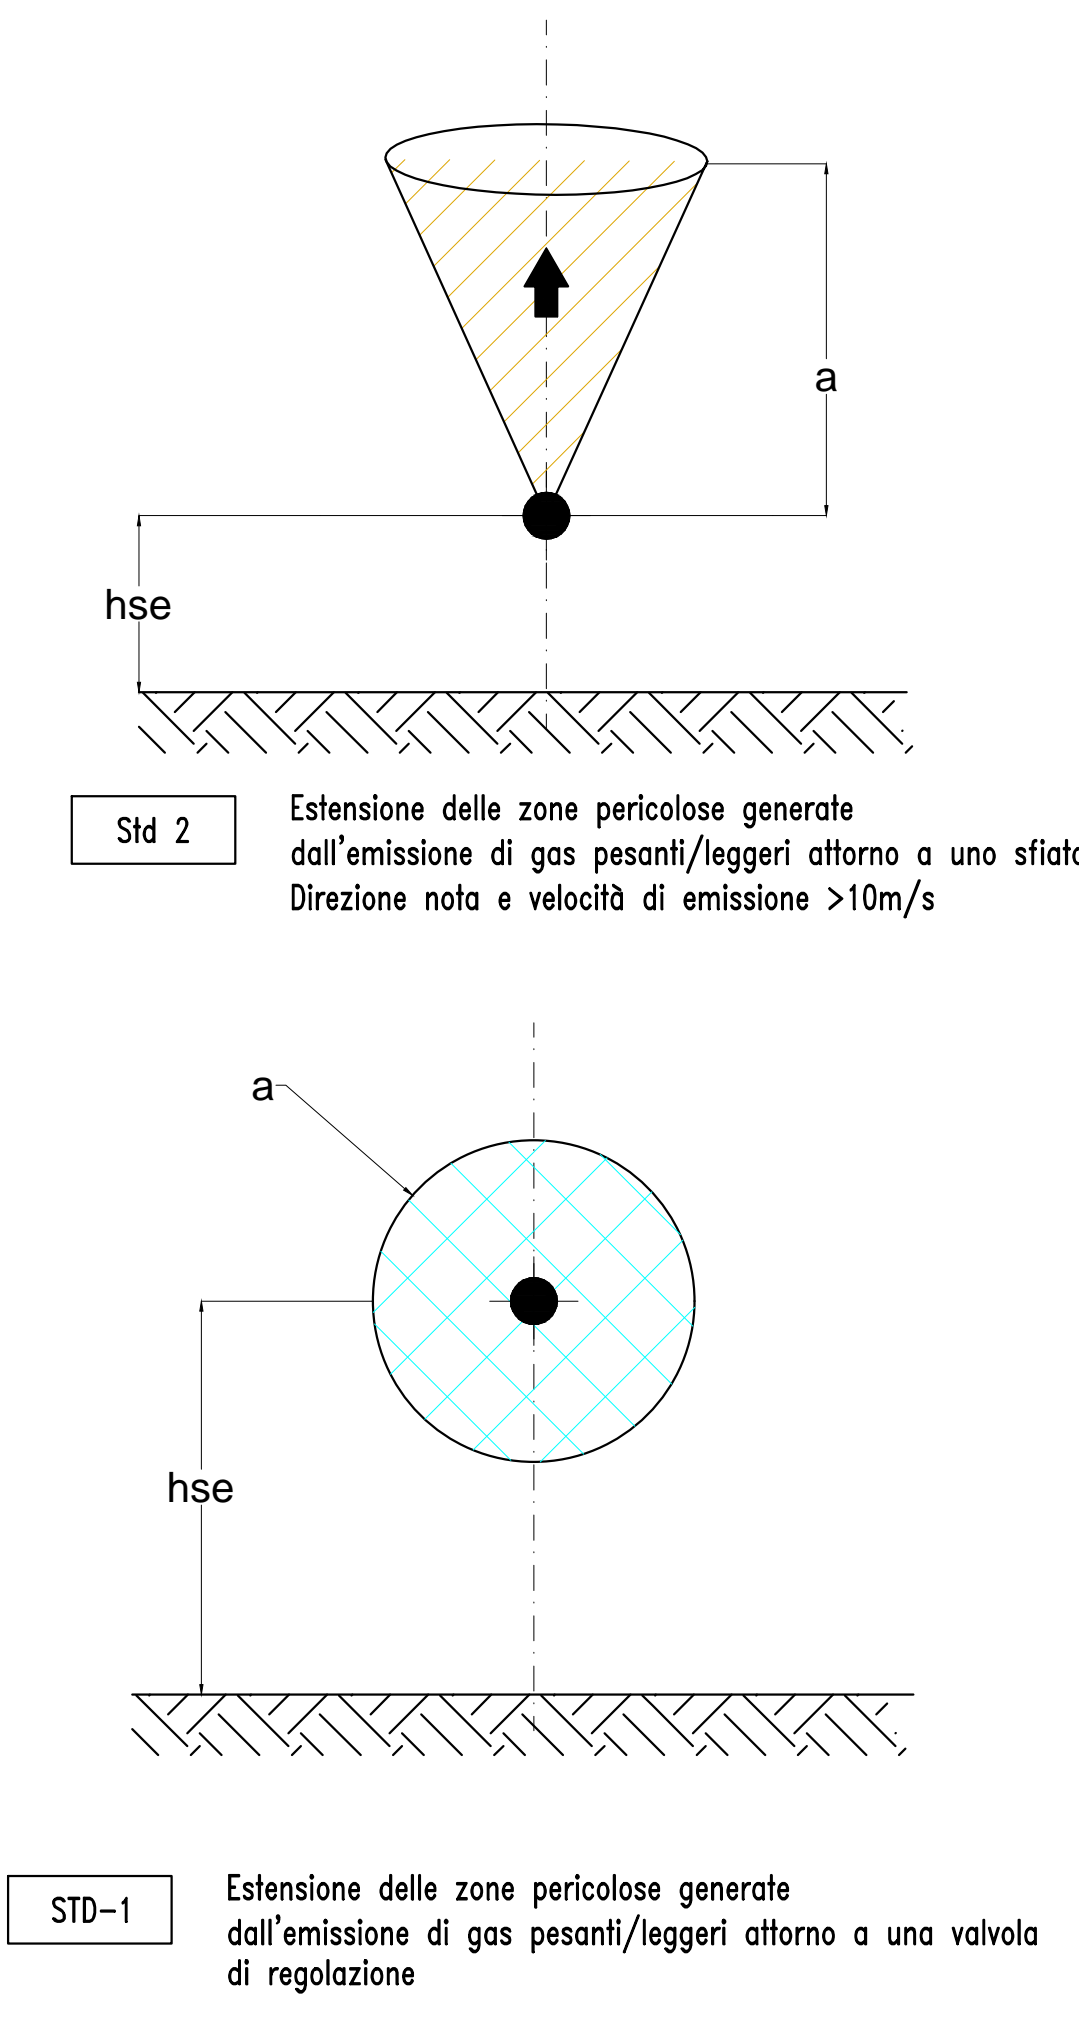 a
hse
Std 2
Estensione delle zone pericolose generate
dall'emissione di gas pesanti/leggeri attorno a uno sfiato
Direzione nota e velocità di emissione >10m/s
a
hse
STD-1
Estensione delle zone pericolose generate
dall'emissione di gas pesanti/leggeri attorno a una valvola
di regolazione